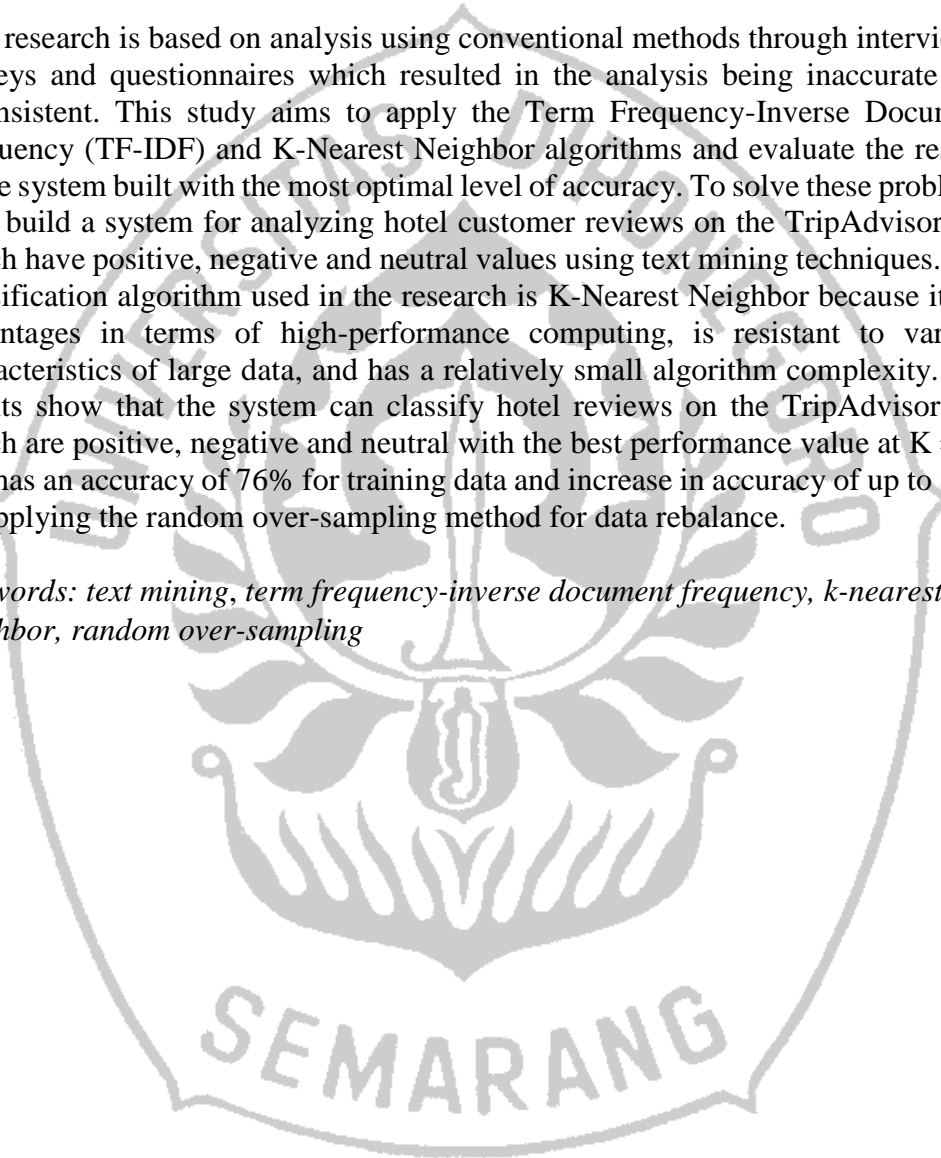 research is based on analysis using conventional methods through
eys and questionnaires which resulted in the analysis being inaccurate
nsistent. This study aims to apply the Term Frequency-Inverse
uency (TF-IDF) and K-Nearest Neighbor algorithms and evaluate the
e system built with the most optimal level of accuracy. To solve these
build a system for analyzing hotel customer reviews on the TripAdvisor
h have positive, negative and neutral values using text mining techniques.
ification algorithm used in the research is K-Nearest Neighbor because it
ntages in terms of high-performance computing, is resistant to
acteristics of large data, and has a relatively small algorithm complexity.
ts show that the system can classify hotel reviews on the TripAdvisor
h are positive, negative and neutral with the best performance value at K
has an accuracy of 76% for training data and increase in accuracy of up to
pplying the random over-sampling method for data rebalance.
words: text mining, term frequency-inverse document frequency, k-nearest
hbor, random over-sampling
UNIVERSITAS DIPONEGORO
SEMARANG